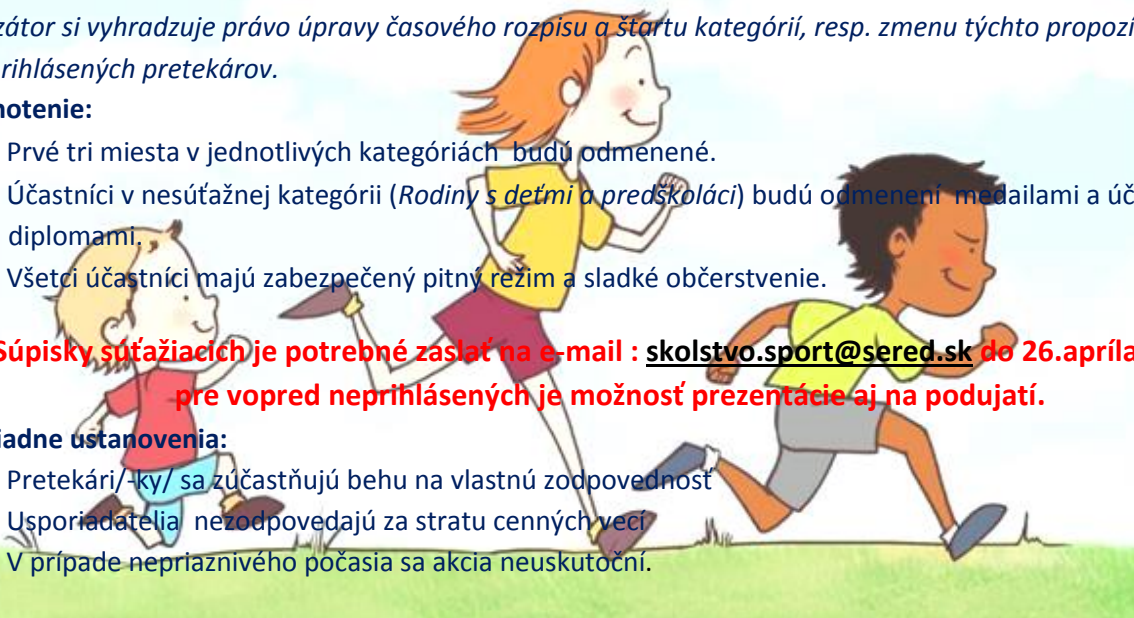 zátor si vyhradzuje právo úpravy časového rozpisu a štartu kategórií, resp. zmenu týchto propozí
rihlásených pretekárov.
notenie:
Prvé tri miesta v jednotlivých kategóriách budú odmenené.
Účastníci v nesúťažnej kategórii (Rodiny s deťmi a predškoláci) budú odmenení medailami a úč
diplomami.
Všetci účastníci majú zabezpečený pitný režim a sladké občerstvenie.
Súpisky súťažiacich je potrebné zaslať na e-mail : skolstvo.sport@sered.sk do 26.apríla
pre vopred neprihlásených je možnosť prezentácie aj na podujatí.
iadne ustanovenia:
Pretekári/-ky/ sa zúčastňujú behu na vlastnú zodpovednosť
Usporiadatelia nezodpovedajú za stratu cenných vecí
V prípade nepriaznivého počasia sa akcia neuskutoční.